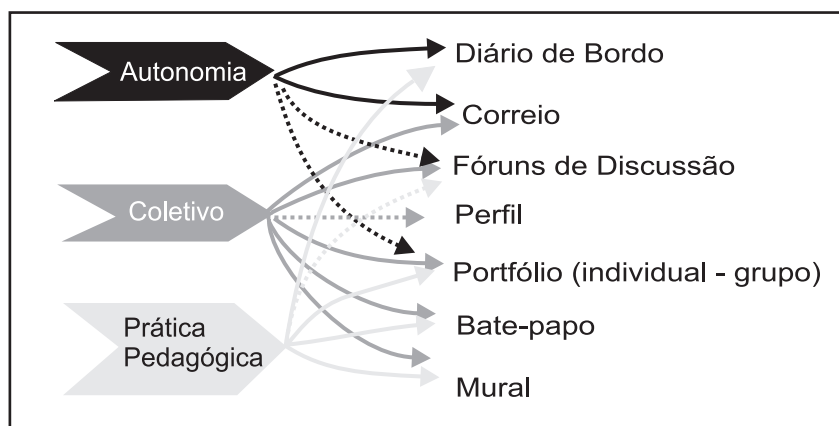 Autonomia
Coletivo
Prática
Pedagógica
Diário de Bordo
Correio
Fóruns de Discussão
Perfil
Portfólio (individual - grupo)
Bate-papo
Mural